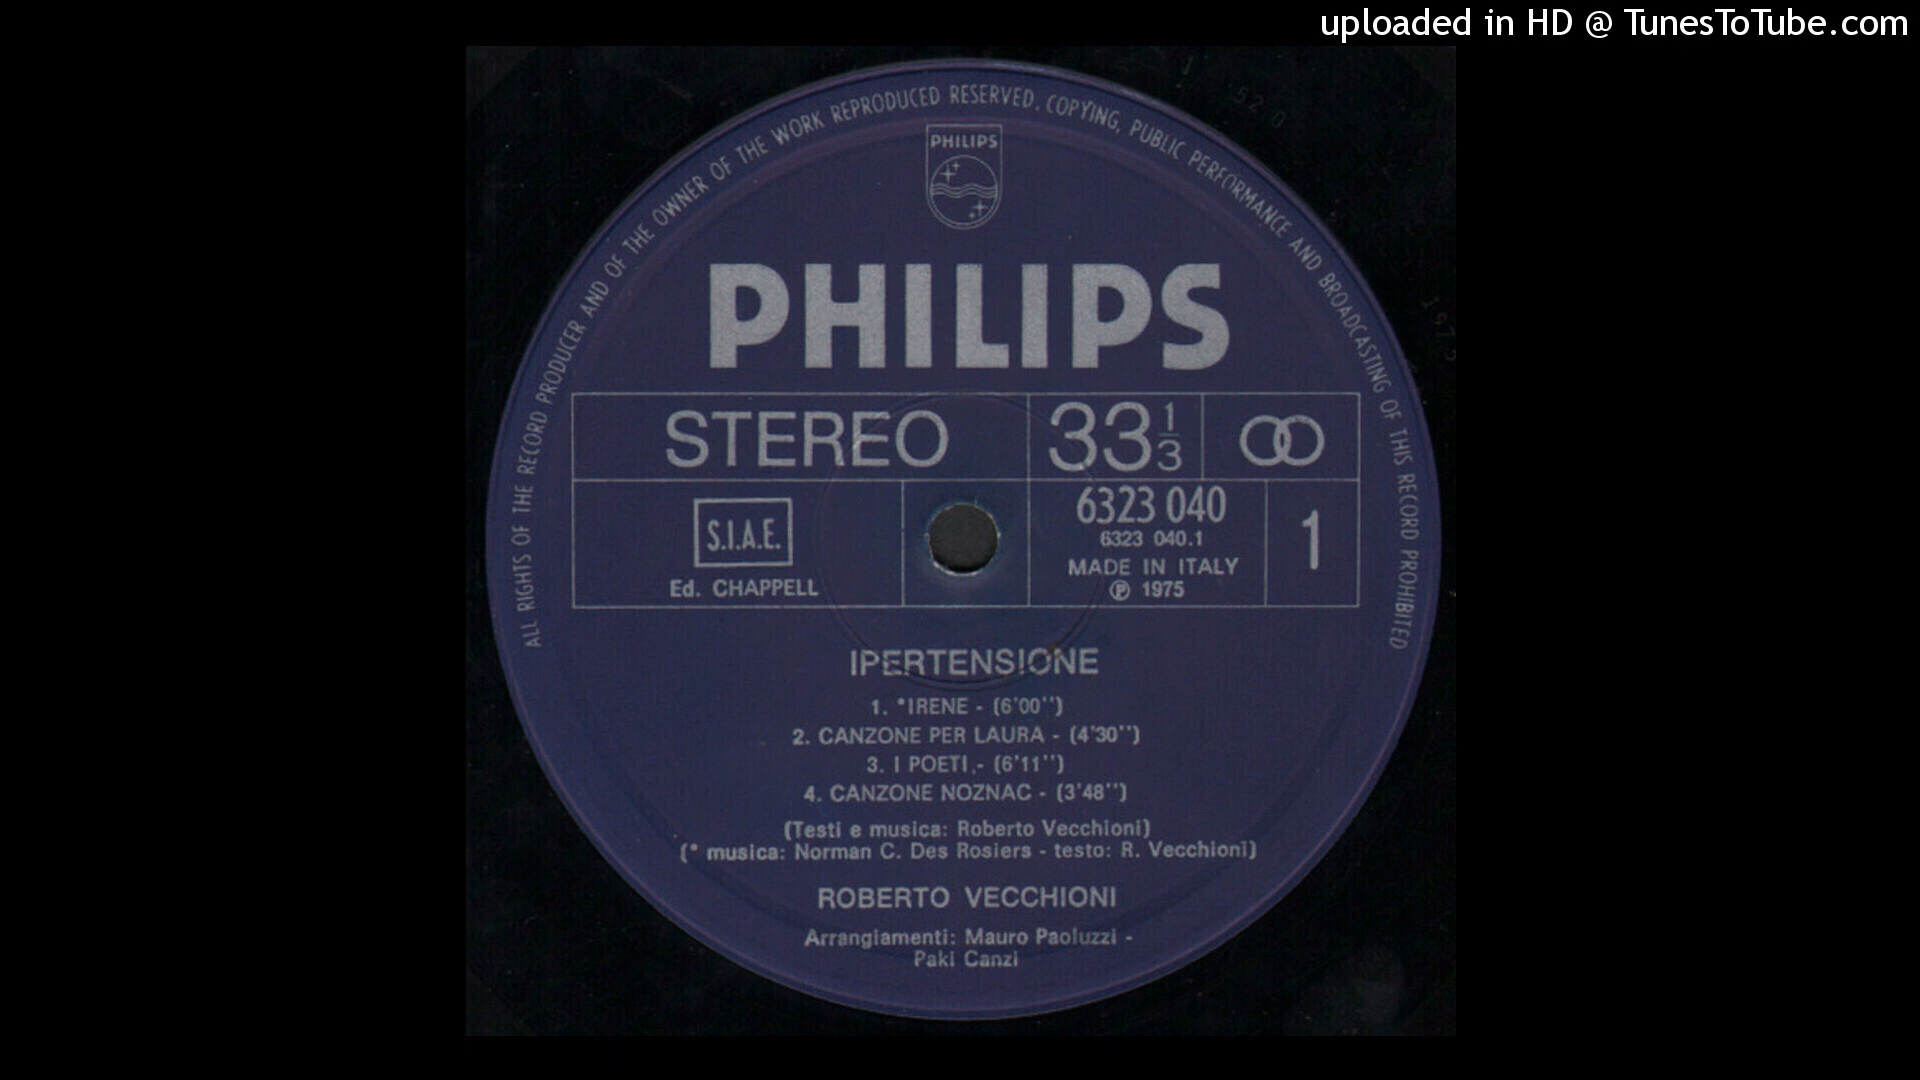 uploaded in HD @ TunesToTube.com
ALL RIGHTS OF THE RECORD PRODUCER AND OF THE OWNER OF THE WORK REPRODUCED RESERVED. COPYING, PUBLIC PERFORMANCE AND BROADCASTING OF THIS RECORD PROHIBITED
PHILIPS
PHILIPS
STEREO 33 1/3
S.I.A.E. 6323 040 1
6323 040.1
MADE IN ITALY
Ed. CHAPPELL ℗ 1975
IPERTENSIONE
1. *IRENE - (6'00'')
2. CANZONE PER LAURA - (4'30'')
3. I POETI.- (6'11'')
4. CANZONE NOZNAC - (3'48'')
(Testi e musica: Roberto Vecchioni)
(* musica: Norman C. Des Rosiers - testo: R. Vecchioni)
ROBERTO VECCHIONI
Arrangiamenti: Mauro Paoluzzi -
Paki Canzi